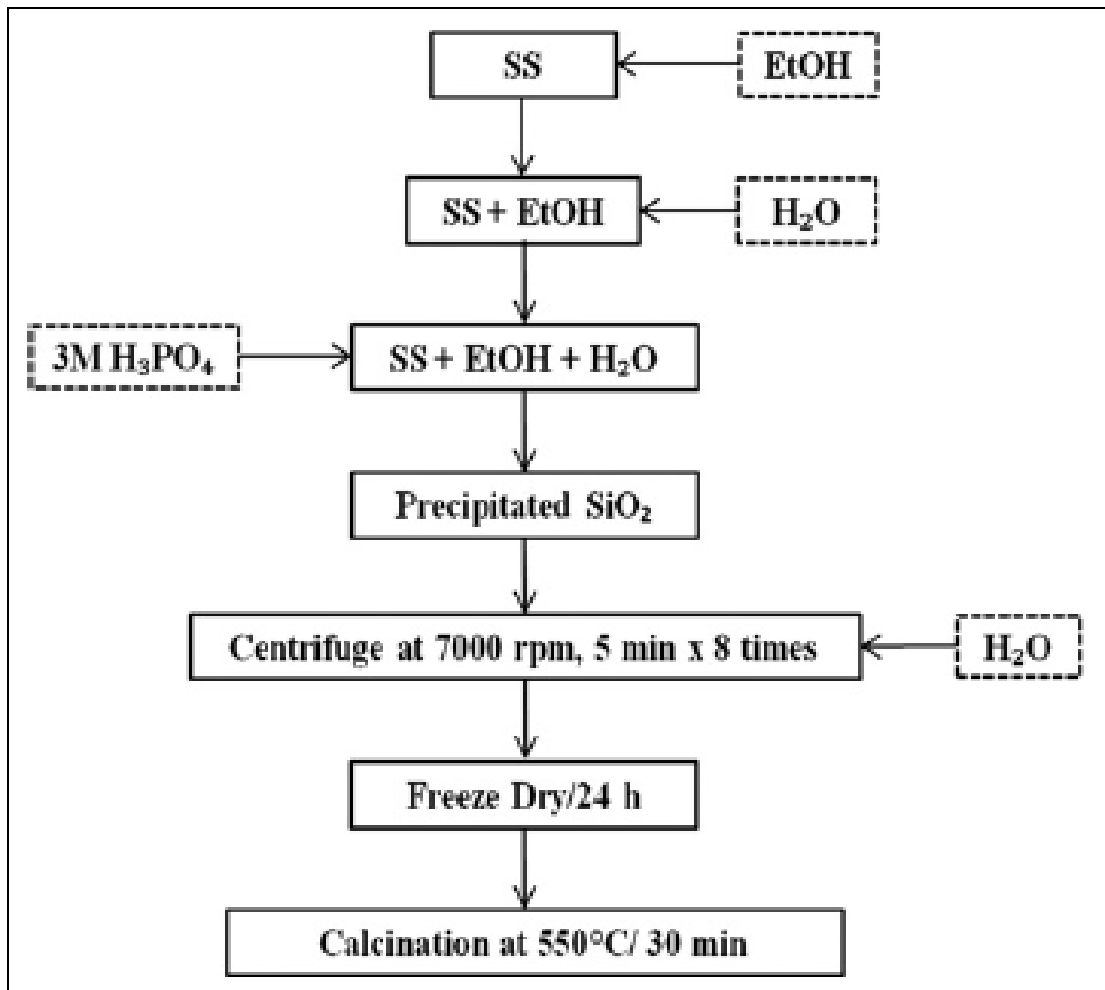 SS
EtOH
SS + EtOH
H₂O
3M H₃PO₄
SS + EtOH + H₂O
Precipitated SiO₂
Centrifuge at 7000 rpm, 5 min x 8 times
H₂O
Freeze Dry/24 h
Calcination at 550°C/ 30 min